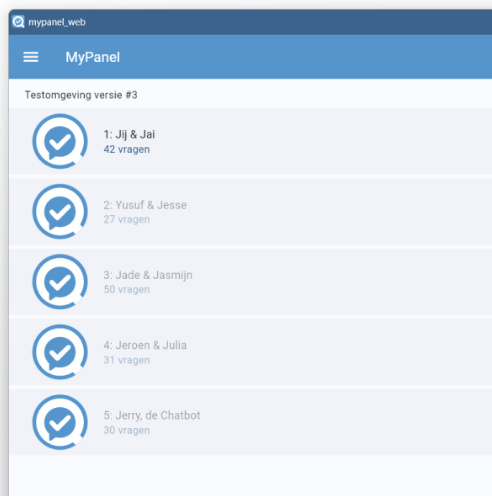 mypanel_web
MyPanel
Testomgeving versie #3
1: Jij & Jai
42 vragen
2: Yusuf & Jesse
27 vragen
3: Jade & Jasmijn
50 vragen
4: Jeroen & Julia
31 vragen
5: Jerry, de Chatbot
30 vragen